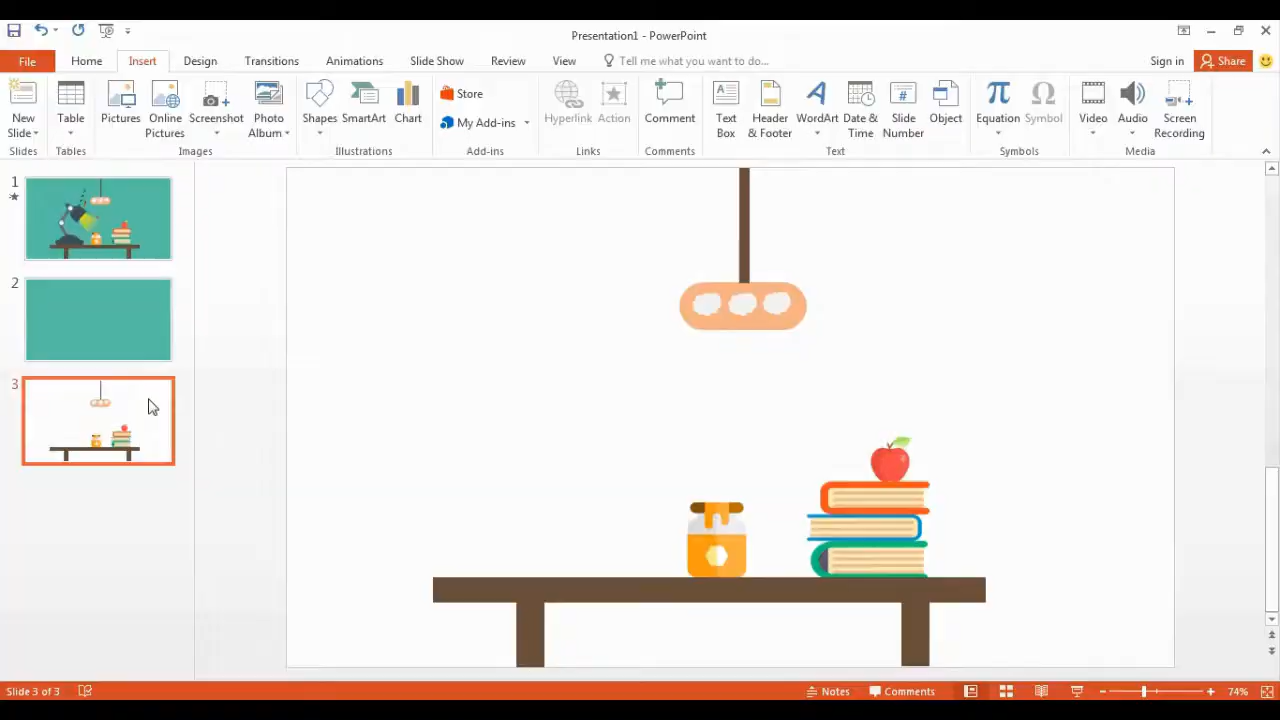 Presentation1 - PowerPoint
File Home Insert Design Transitions Animations Slide Show Review View Tell me what you want to do... Sign in Share
New Slide
Table
Pictures
Online Pictures
Screenshot
Photo Album
Shapes
SmartArt
Chart
Store
My Add-ins
Hyperlink
Action
Comment
Text Box
Header & Footer
WordArt
Date & Time
Slide Number
Object
Equation
Symbol
Video
Audio
Screen Recording
Slides Tables Images Illustrations Add-ins Links Comments Text Symbols Media
1
2
3
Slide 3 of 3 Notes Comments 74%